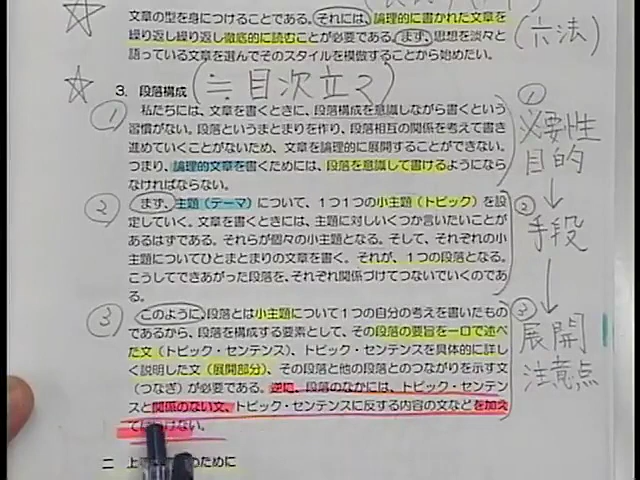 文章の型を身につけることである。それには、論理的に書かれた文章を
繰り返し繰り返し徹底的に読むことが必要である。まず、思想を淡々と
語っている文章を選んでそのスタイルを模倣することから始めたい。
(六法)
3. 段落構成
(≒目次立て)
① 私たちには、文章を書くときに、段落構成を意識しながら書くという
習慣がない。段落というまとまりを作り、段落相互の関係を考えて書き
進めていくことがないため、文章を論理的に展開することができない。
つまり、論理的文章を書くためには、段落を意識して書けるようになら
なければならない。
② まず、主題(テーマ)について、1つ1つの小主題(トピック)を設
定していく。文章を書くときには、主題に対しいくつか言いたいことが
あるはずである。それらが個々の小主題となる。そして、それぞれの小
主題についてひとまとまりの文章を書く。それが、1つの段落となる。
こうしてできあがった段落を、それぞれ関係づけてつないでいくのであ
る。
③ このように、段落とは小主題について1つの自分の考えを書いたもの
であるから、段落を構成する要素として、その段落の要旨を一口で述べ
た文(トピック・センテンス)、トピック・センテンスを具体的に詳し
く説明した文(展開部分)、その段落と他の段落とのつながりを示す文
(つなぎ)が必要である。逆に、段落のなかには、トピック・センテン
スと関係のない文、トピック・センテンスに反する内容の文などを加え
てはいけない。
①
必要性
目的
↓
②
手段
↓
③
展開
注意点
二 上 のために